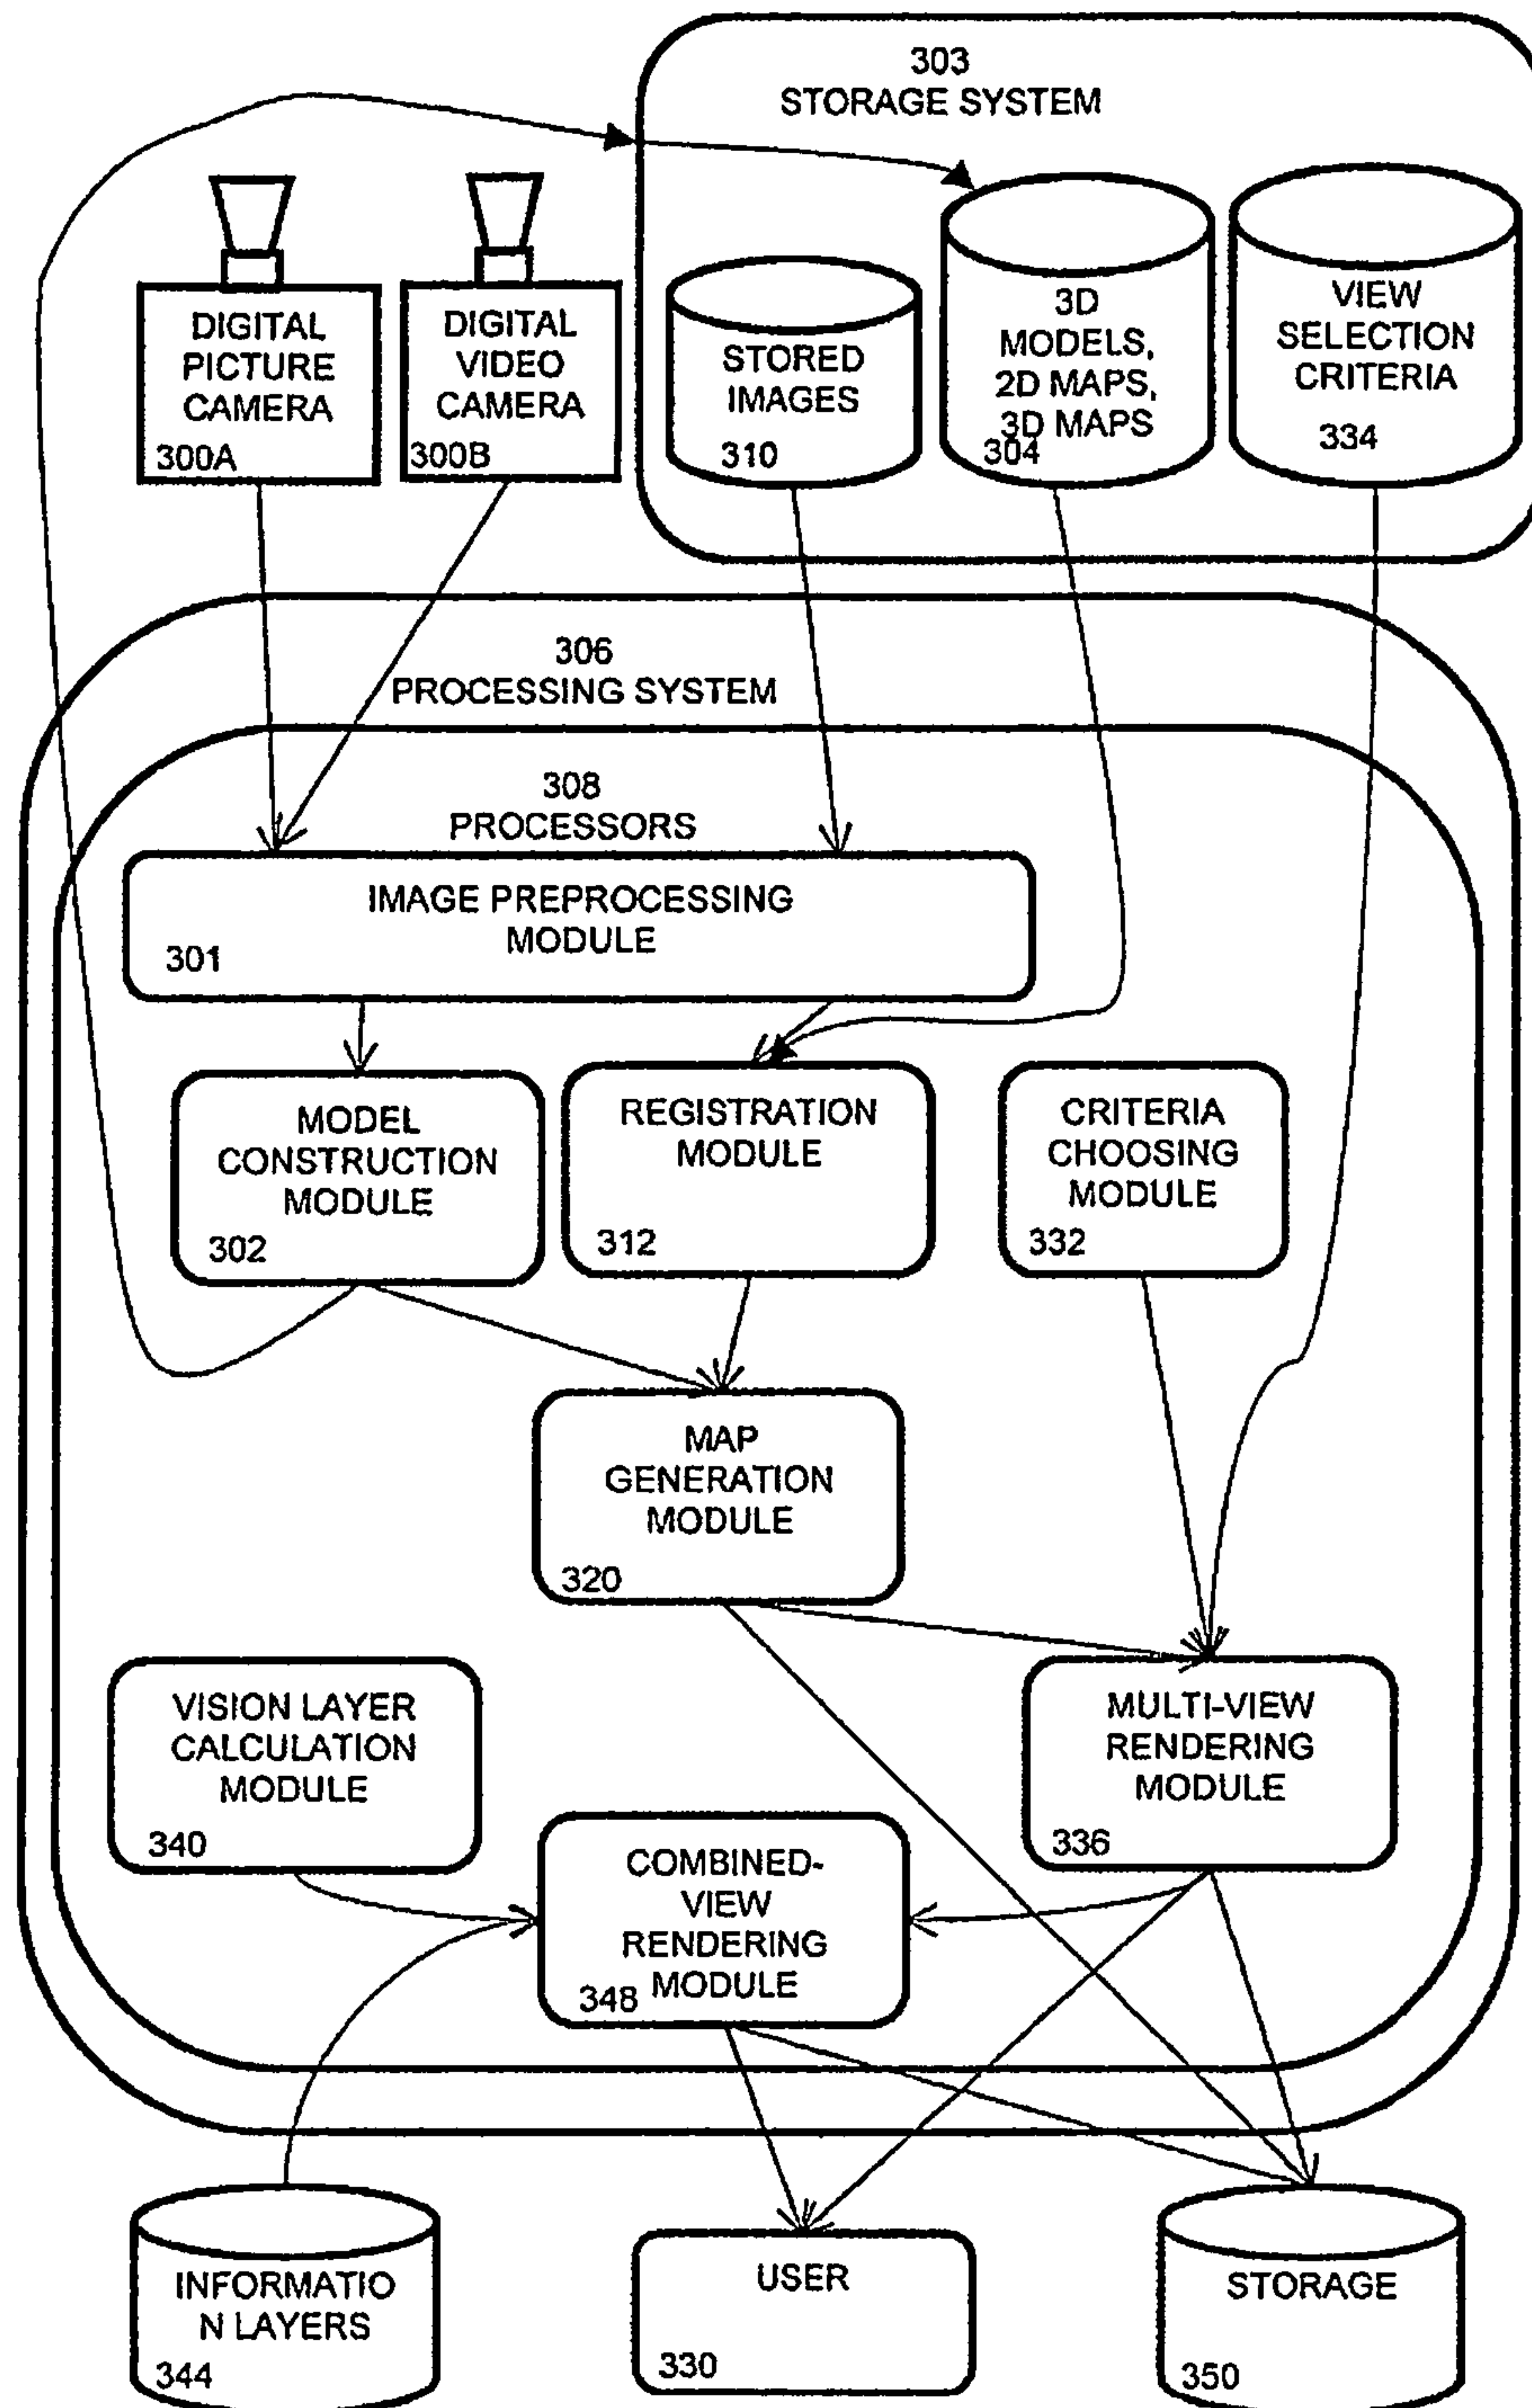 303
STORAGE SYSTEM
DIGITAL
PICTURE
CAMERA
300A
DIGITAL
VIDEO
CAMERA
300B
STORED
IMAGES
310
3D
MODELS,
2D MAPS,
3D MAPS
304
VIEW
SELECTION
CRITERIA
334
306
PROCESSING SYSTEM
308
PROCESSORS
IMAGE PREPROCESSING
MODULE
301
MODEL
CONSTRUCTION
MODULE
302
REGISTRATION
MODULE
312
CRITERIA
CHOOSING
MODULE
332
MAP
GENERATION
MODULE
320
VISION LAYER
CALCULATION
MODULE
340
COMBINED-
VIEW
RENDERING
MODULE
348
MULTI-VIEW
RENDERING
MODULE
336
INFORMATIO
N LAYERS
344
USER
330
STORAGE
350